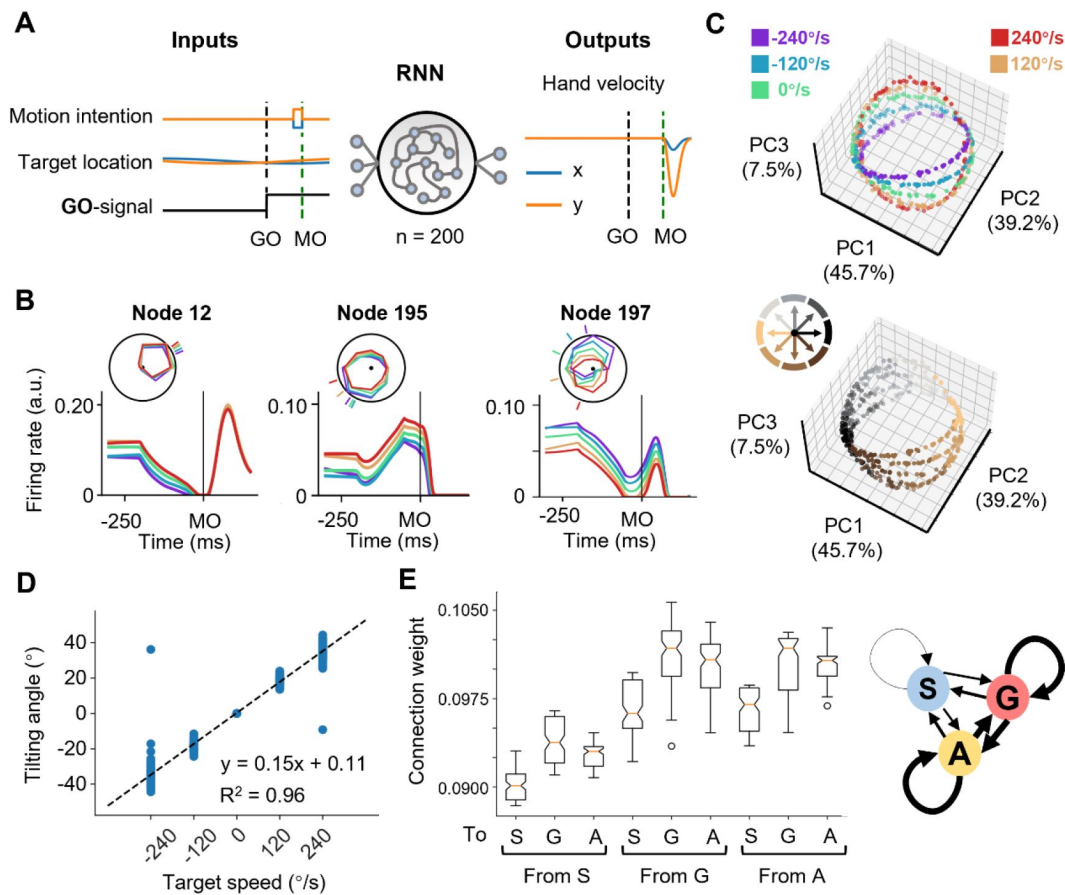 A
Inputs
RNN
Outputs
Hand velocity
Motion intention
Target location
GO-signal
GO
MO
n = 200
x
y
GO
MO
B
Node 12
Node 195
Node 197
Firing rate (a.u.)
0.20
0
-250
MO
Time (ms)
0.10
0
-250
MO
Time (ms)
0.10
0
-250
MO
Time (ms)
C
-240°/s
-120°/s
0°/s
240°/s
120°/s
PC3
(7.5%)
PC2
(39.2%)
PC1
(45.7%)
PC3
(7.5%)
PC2
(39.2%)
PC1
(45.7%)
D
Tilting angle (°)
40
20
0
-20
-40
y = 0.15x + 0.11
R² = 0.96
-240
-120
0
120
240
Target speed (°/s)
E
Connection weight
0.1050
0.0975
0.0900
To
S G A S G A S G A
From S
From G
From A
S
G
A